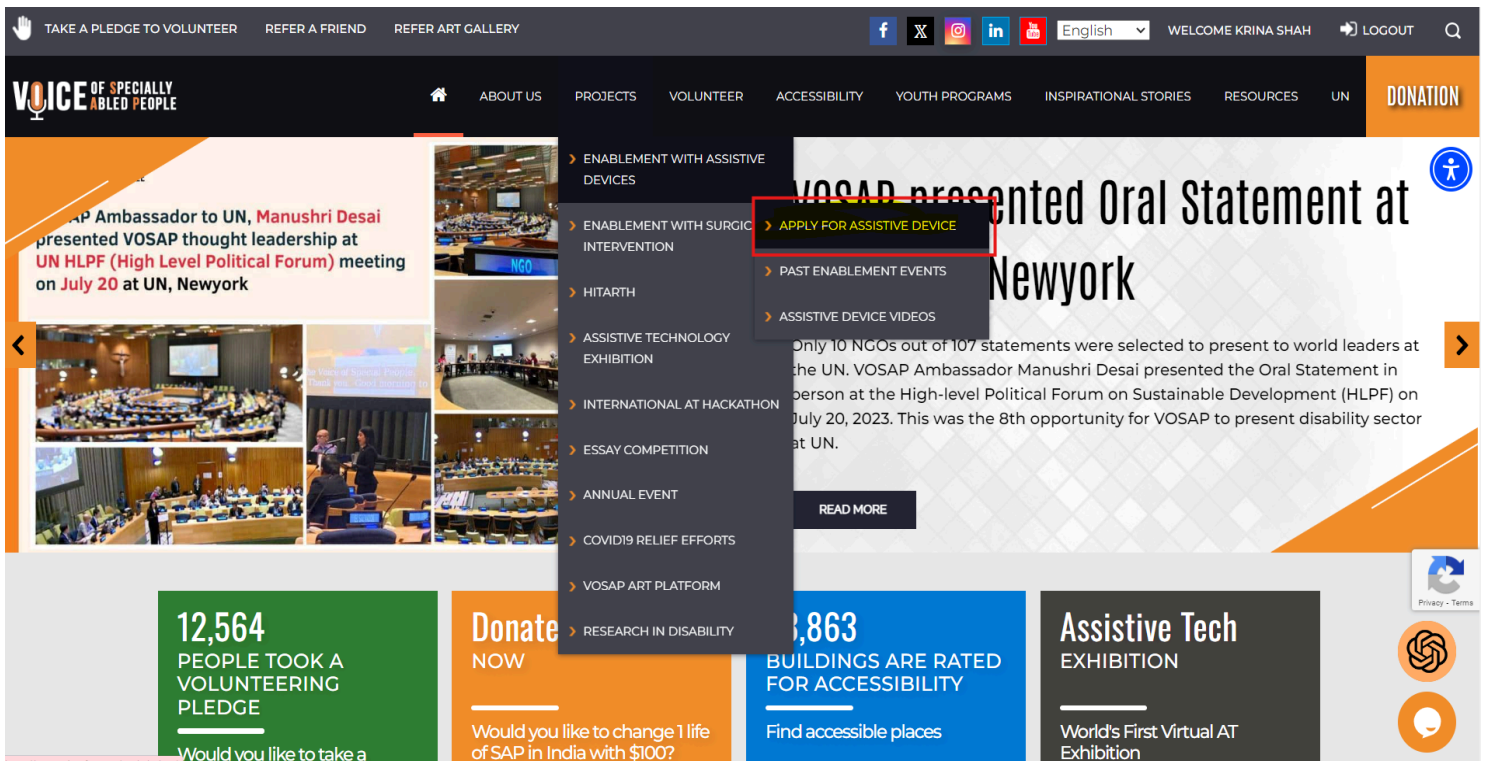 TAKE A PLEDGE TO VOLUNTEER REFER A FRIEND REFER ART GALLERY
English WELCOME KRINA SHAH LOGOUT
VOICE OF SPECIALLY ABLED PEOPLE
ABOUT US PROJECTS VOLUNTEER ACCESSIBILITY YOUTH PROGRAMS INSPIRATIONAL STORIES RESOURCES UN DONATION
ENABLEMENT WITH ASSISTIVE
DEVICES
ENABLEMENT WITH SURGIC
INTERVENTION
HITARTH
ASSISTIVE TECHNOLOGY
EXHIBITION
INTERNATIONAL AT HACKATHON
ESSAY COMPETITION
ANNUAL EVENT
COVID19 RELIEF EFFORTS
VOSAP ART PLATFORM
RESEARCH IN DISABILITY
APPLY FOR ASSISTIVE DEVICE
PAST ENABLEMENT EVENTS
ASSISTIVE DEVICE VIDEOS
AP Ambassador to UN, Manushri Desai
presented VOSAP thought leadership at
UN HLPF (High Level Political Forum) meeting
on July 20 at UN, Newyork
NGO
VOSAP presented Oral Statement at
Newyork
Only 10 NGOs out of 107 statements were selected to present to world leaders at
the UN. VOSAP Ambassador Manushri Desai presented the Oral Statement in
person at the High-level Political Forum on Sustainable Development (HLPF) on
July 20, 2023. This was the 8th opportunity for VOSAP to present disability sector
at UN.
READ MORE
Privacy - Terms
12,564
PEOPLE TOOK A
VOLUNTEERING
PLEDGE
Would you like to take a
Donate
NOW
Would you like to change 1 life
of SAP in India with $100?
,863
BUILDINGS ARE RATED
FOR ACCESSIBILITY
Find accessible places
Assistive Tech
EXHIBITION
World's First Virtual AT
Exhibition